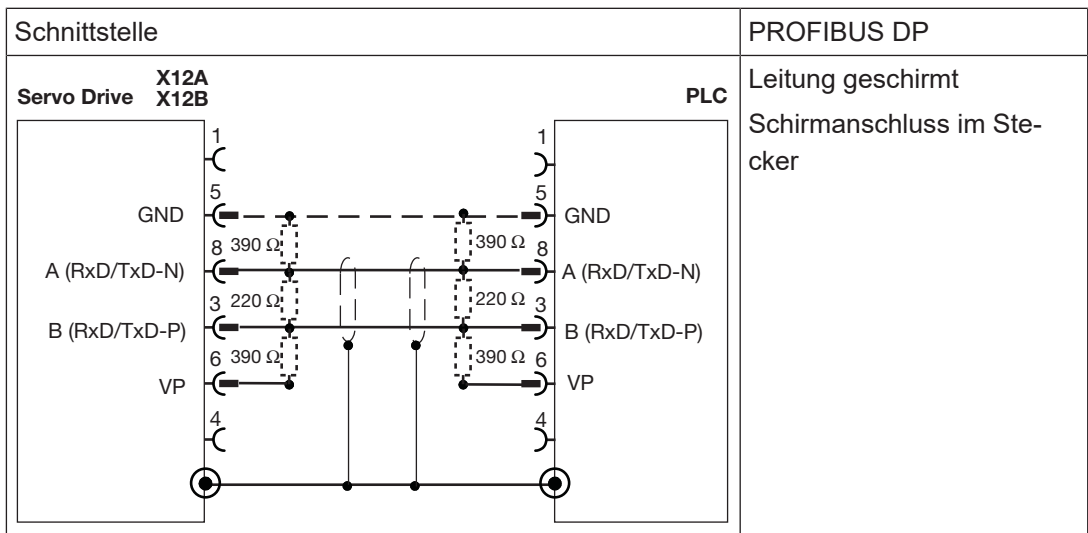 Schnittstelle
PROFIBUS DP
Servo Drive X12A X12B
PLC
Leitung geschirmt
Schirmanschluss im Ste-
cker
1 1
5 5
GND GND
8 390 Ω 390 Ω 8
A (RxD/TxD-N) A (RxD/TxD-N)
3 220 Ω 220 Ω 3
B (RxD/TxD-P) B (RxD/TxD-P)
6 390 Ω 390 Ω 6
VP VP
4 4